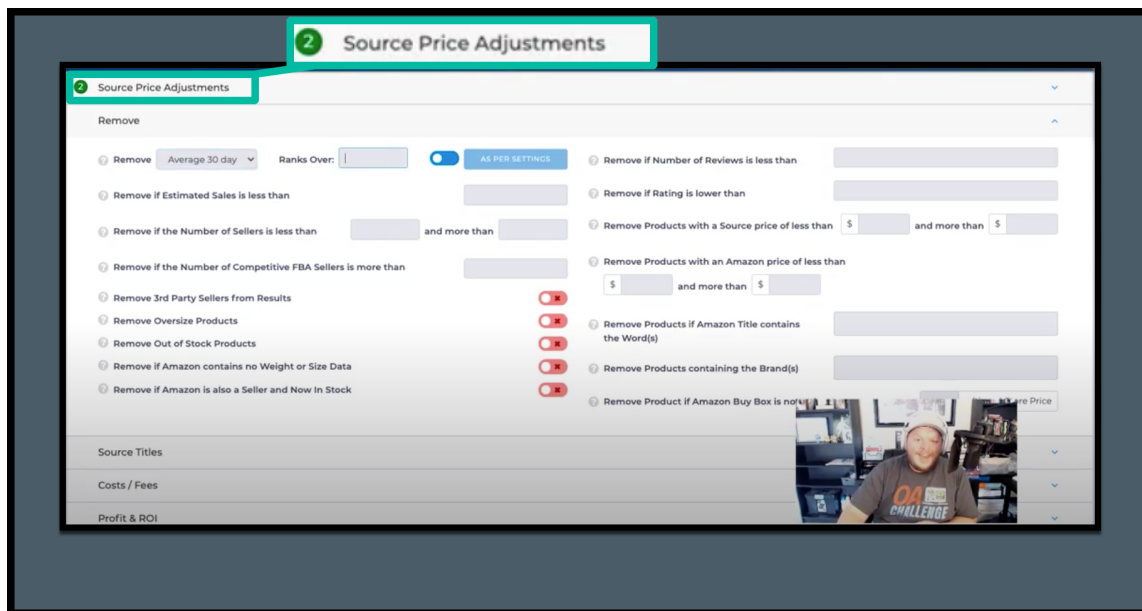 2 Source Price Adjustments
2 Source Price Adjustments
Remove
Remove Average 30 day Ranks Over: AS PER SETTINGS
Remove if Estimated Sales is less than
Remove if the Number of Sellers is less than and more than
Remove if the Number of Competitive FBA Sellers is more than
Remove 3rd Party Sellers from Results
Remove Oversize Products
Remove Out of Stock Products
Remove if Amazon contains no Weight or Size Data
Remove if Amazon is also a Seller and Now In Stock
Remove if Number of Reviews is less than
Remove if Rating is lower than
Remove Products with a Source price of less than $ and more than $
Remove Products with an Amazon price of less than
$ and more than $
Remove Products if Amazon Title contains
the Word(s)
Remove Products containing the Brand(s)
Remove Product if Amazon Buy Box is not Price
Source Titles
Costs / Fees
Profit & ROI
OA
CHALLENGE